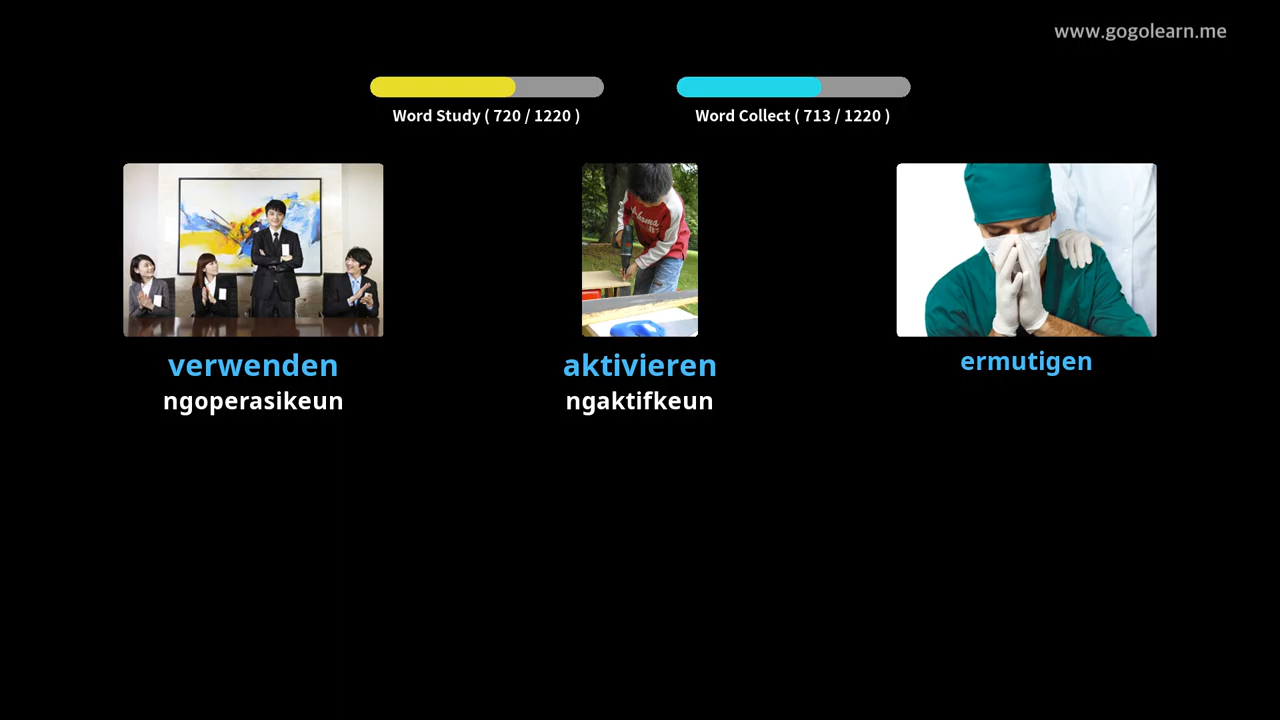 www.gogolearn.me
Word Study ( 720 / 1220 )
Word Collect ( 713 / 1220 )
verwenden
ngoperasikeun
aktivieren
ngaktifkeun
ermutigen